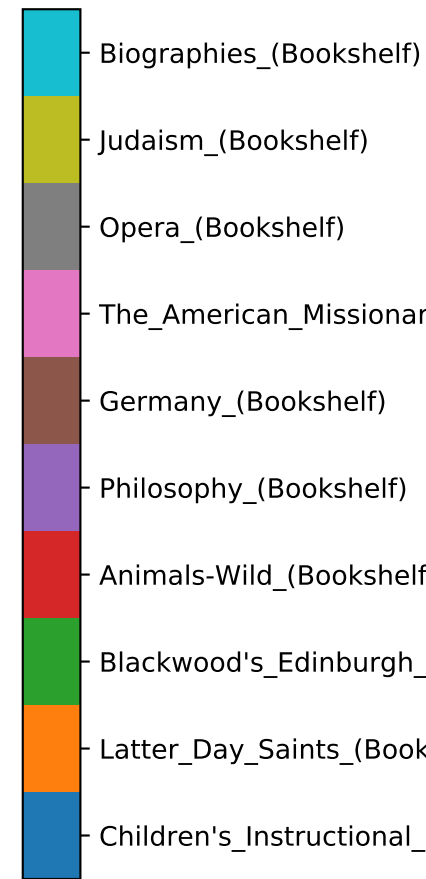 Biographies_(Bookshelf)
Judaism_(Bookshelf)
Opera_(Bookshelf)
The_American_Missionar
Germany_(Bookshelf)
Philosophy_(Bookshelf)
Animals-Wild_(Bookshelf
Blackwood's_Edinburgh_
Latter_Day_Saints_(Book
Children's_Instructional_